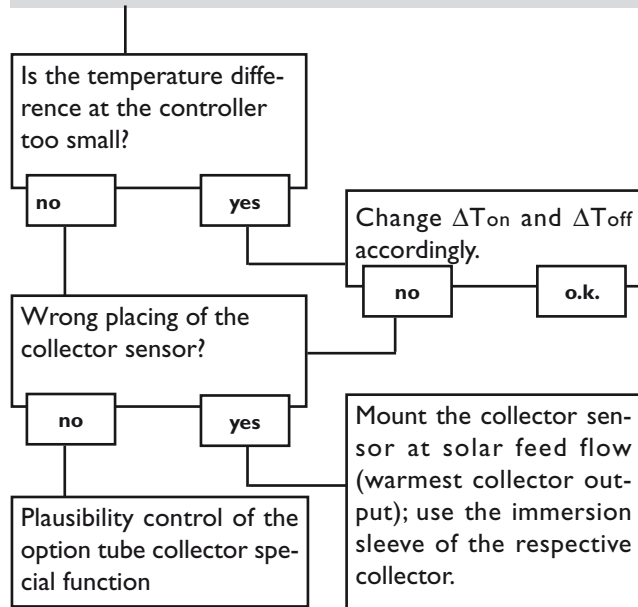 Is the temperature diffe-
rence at the controller
too small?
no
yes
Change ΔTon and ΔToff
accordingly.
no
o.k.
Wrong placing of the
collector sensor?
no
yes
Mount the collector sen-
sor at solar feed flow
(warmest collector out-
put); use the immersion
sleeve of the respective
collector.
Plausibility control of the
option tube collector spe-
cial function